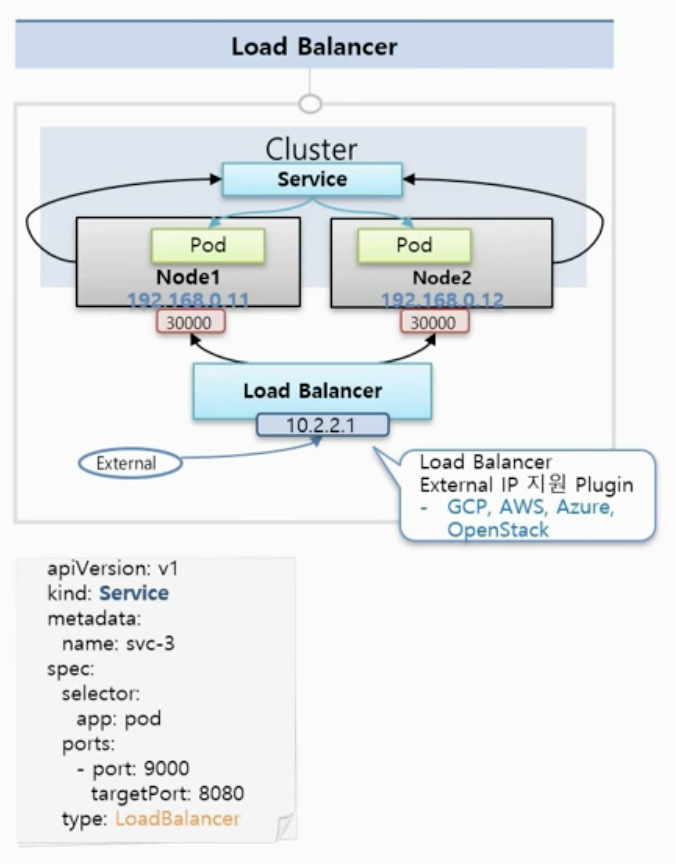 Load Balancer
Cluster
Service
Pod
Pod
Node1
Node2
192.168.0.11
192.168.0.12
30000
30000
Load Balancer
10.2.2.1
External
Load Balancer
External IP 지원 Plugin
- GCP, AWS, Azure,
OpenStack
apiVersion: v1
kind: Service
metadata:
name: svc-3
spec:
selector:
app: pod
ports:
- port: 9000
targetPort: 8080
type: LoadBalancer